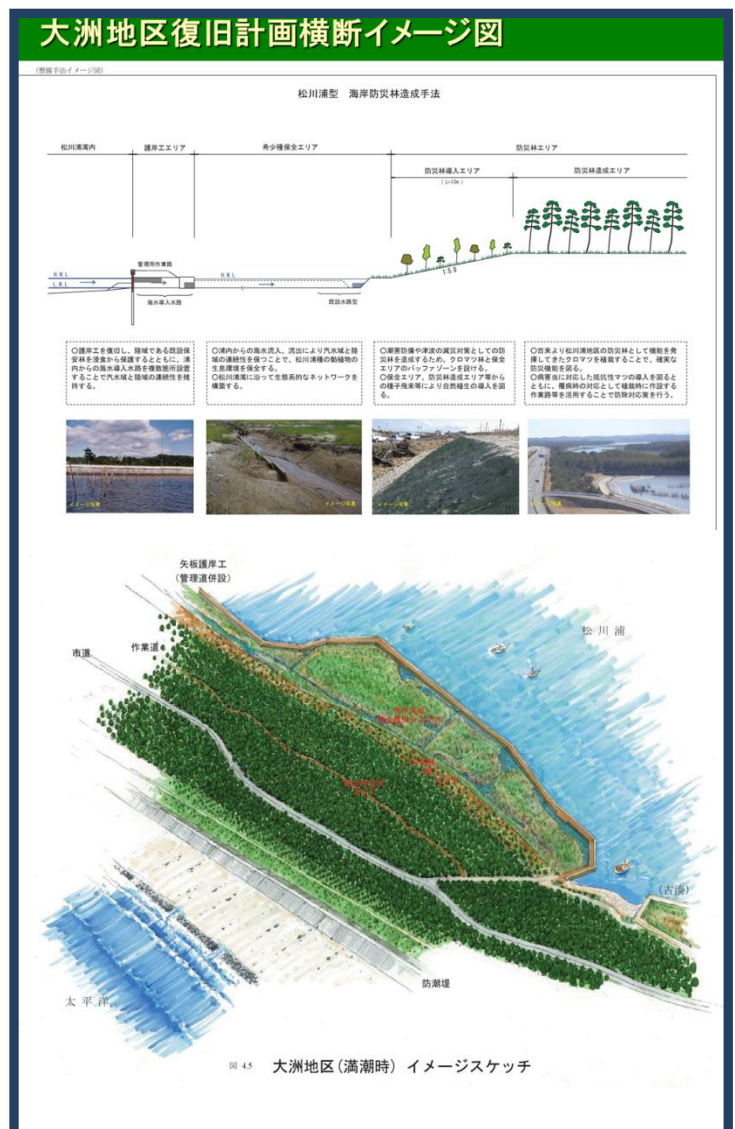 大洲地区復旧計画横断イメージ図
(整備手法イメージ図)
松川浦型 海岸防災林造成手法
松川浦湾内
護岸工エリア
希少種保全エリア
防災林エリア
防災林導入エリア
防災林造成エリア
管理用作業路
H.W.L
L.W.L
H.W.L
海水導入水路
既設水路型
1:5.0
○護岸工を復旧し、陸域である既設保
安林を浸食から保護するとともに、浦
内からの海水導入水路を複数箇所設置
することで汽水域と陸域の連続性を維
持する。
○浦内からの海水流入、流出により汽水域と陸
域の連続性を保つことで、松川浦種の動植物の
生息環境を保全する。
○松川浦湾に沿って生態系的なネットワークを
構築する。
○潮害防備や津波の減災対策としての防
災林を造成するため、クロマツ林と保全
エリアのバッファゾーンを設ける。
○保全エリア、防災林造成エリア等から
の種子飛来等により自然植生の導入を図
る。
○古来より松川浦地区の防災林として機能を発
揮してきたクロマツを植栽することで、確実な
防災機能を図る。
○病害虫に対応した抵抗性マツの導入を図ると
ともに、罹病時の対応として植栽時に作設する
作業路等を活用することで防除対応策を行う。
イメージ写真
イメージ写真
イメージ写真
イメージ写真
矢板護岸工
(管理道併設)
松川浦
作業道
市道
(古湊)
防潮堤
太平洋
図 4.5 大洲地区(満潮時) イメージスケッチ